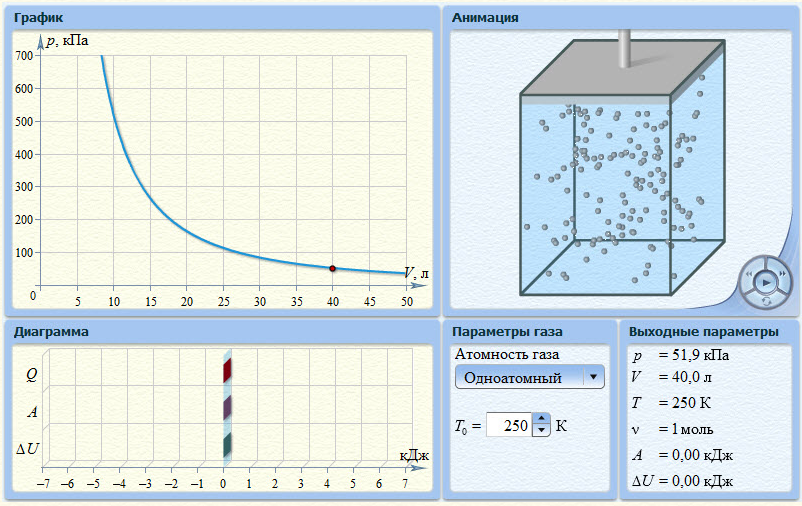 График
p, кПа
700
600
500
400
300
200
100
0
5
10
15
20
25
30
35
40
45
50
V, л
Анимация
Диаграмма
Q
A
ΔU
кДж
–7 –6 –5 –4 –3 –2 –1 0 1 2 3 4 5 6 7
Параметры газа
Атомность газа
Одноатомный
T₀ = 250 К
Выходные параметры
p = 51,9 кПа
V = 40,0 л
T = 250 К
ν = 1 моль
A = 0,00 кДж
ΔU = 0,00 кДж